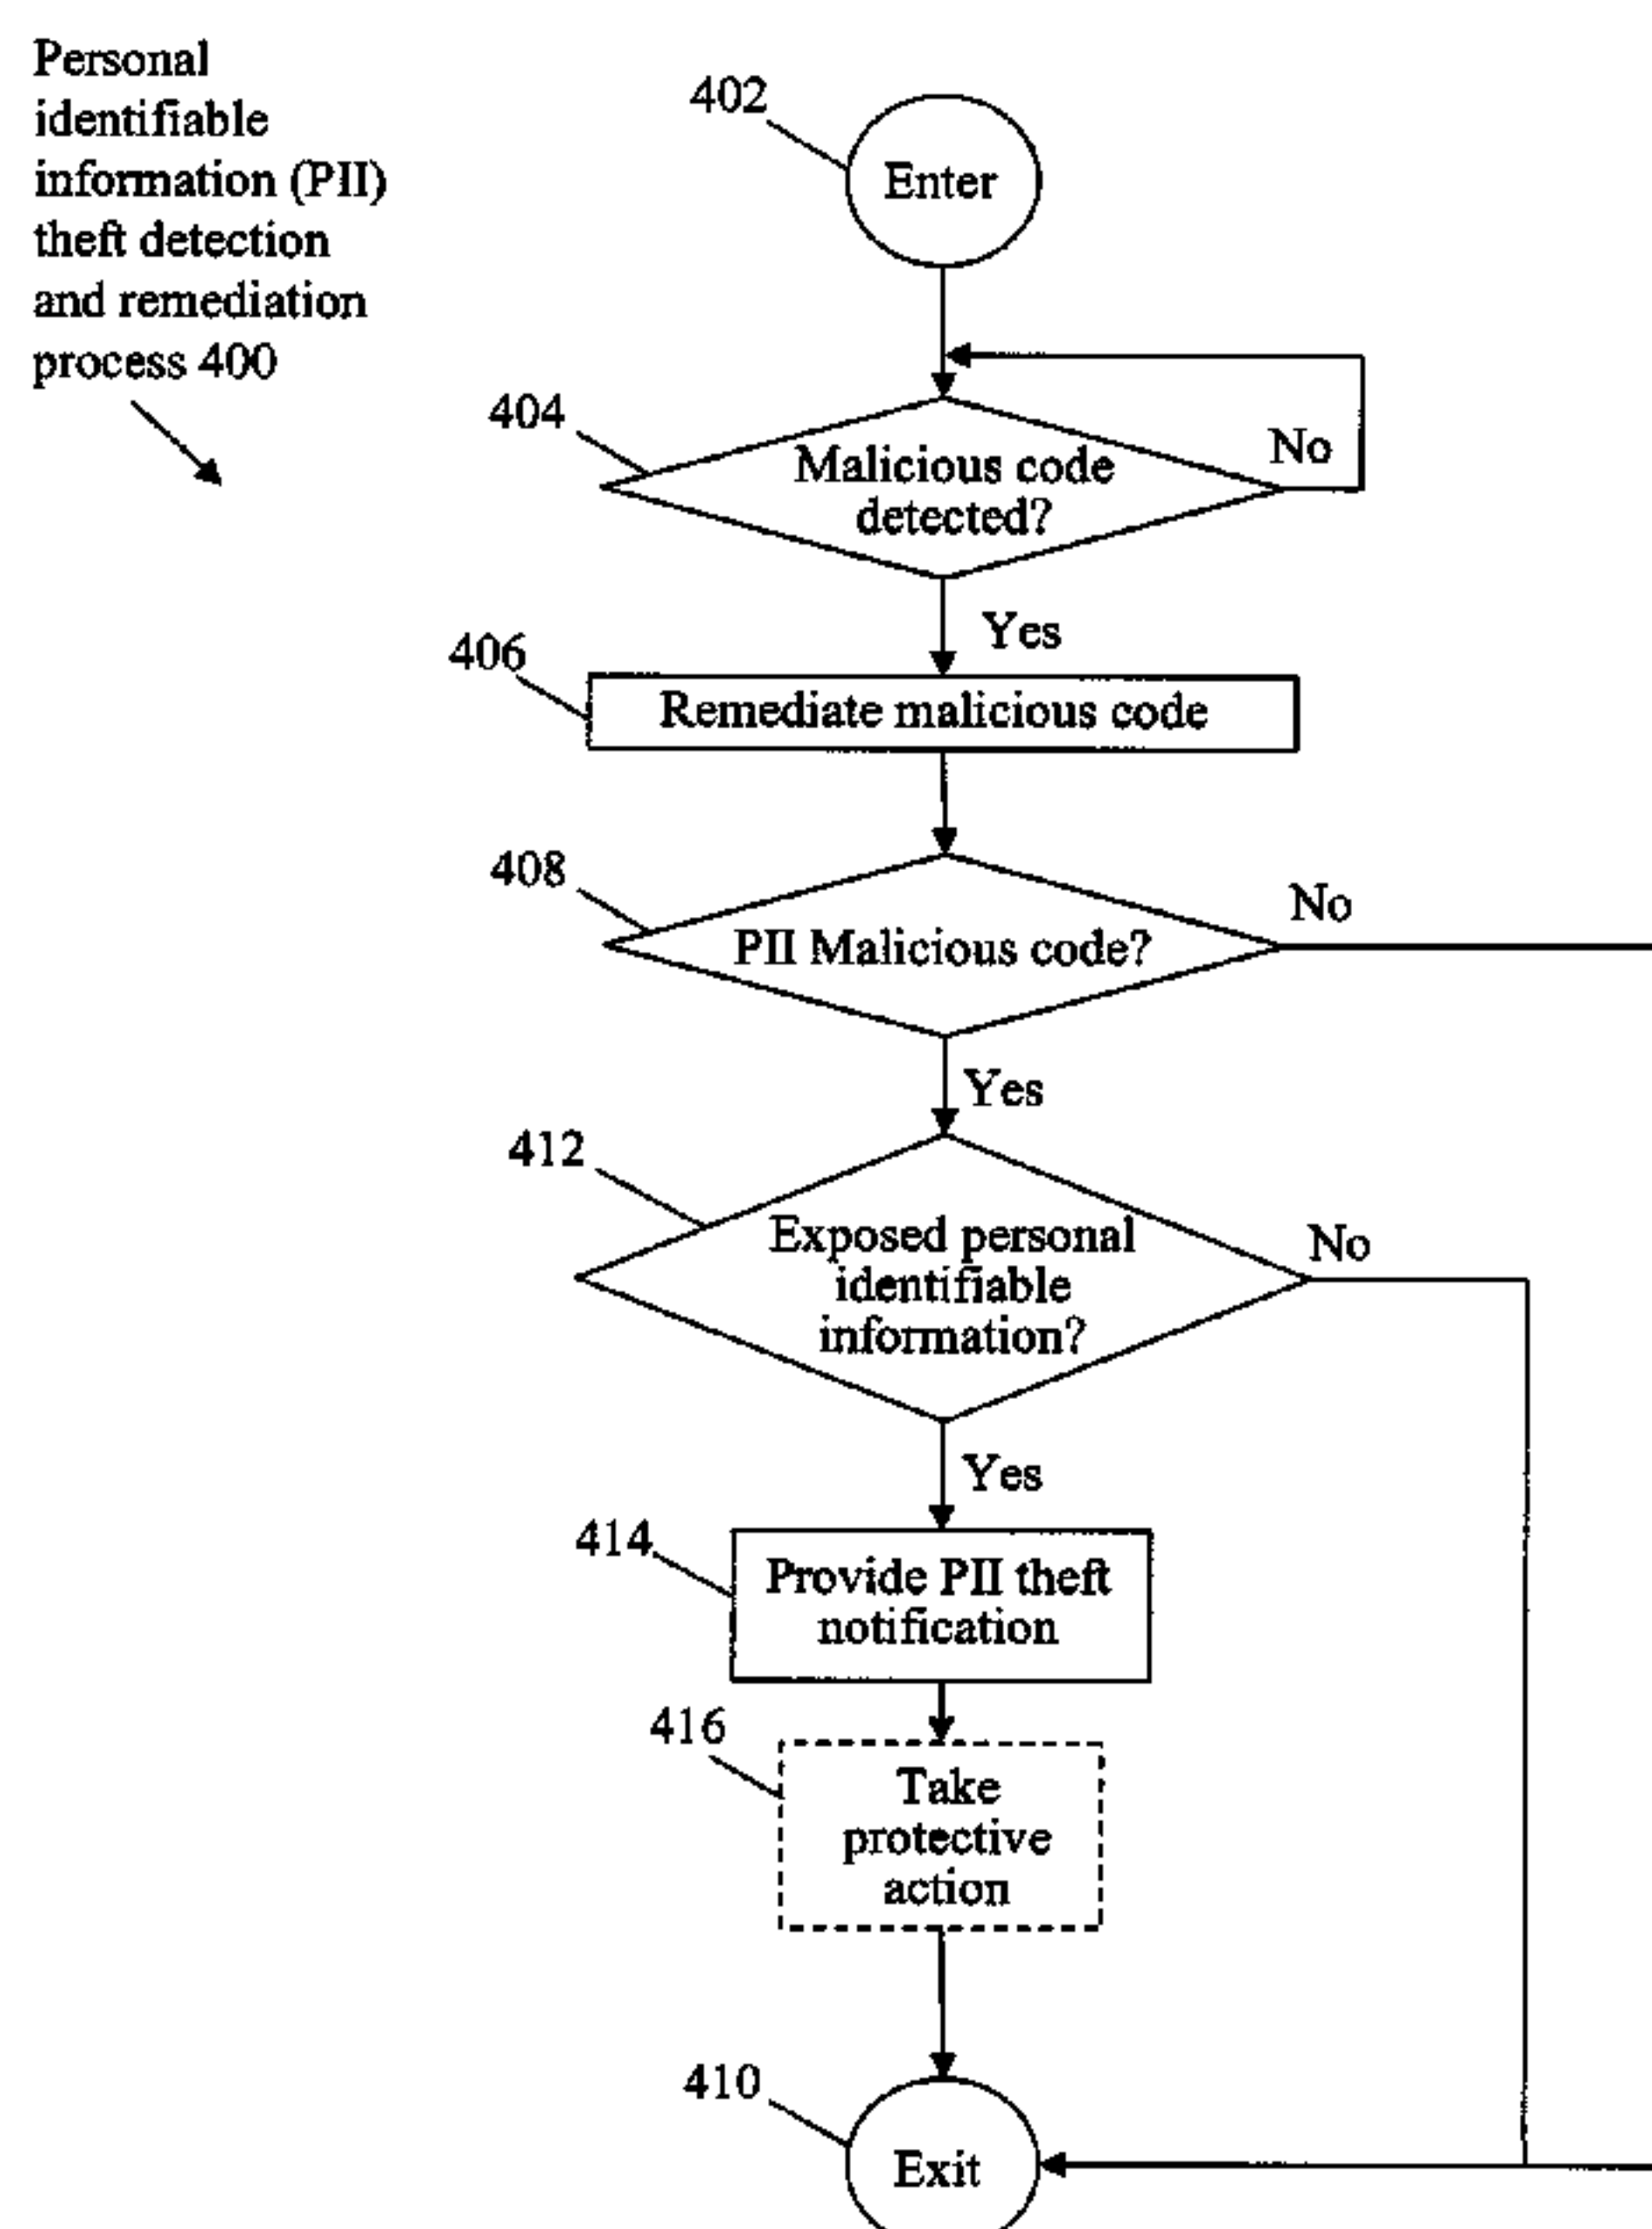 Personal
identifiable
information (PII)
theft detection
and remediation
process 400
402
Enter
404
Malicious code
detected?
No
Yes
406
Remediate malicious code
408
PII Malicious code?
No
Yes
412
Exposed personal
identifiable
information?
No
Yes
414
Provide PII theft
notification
416
Take
protective
action
410
Exit